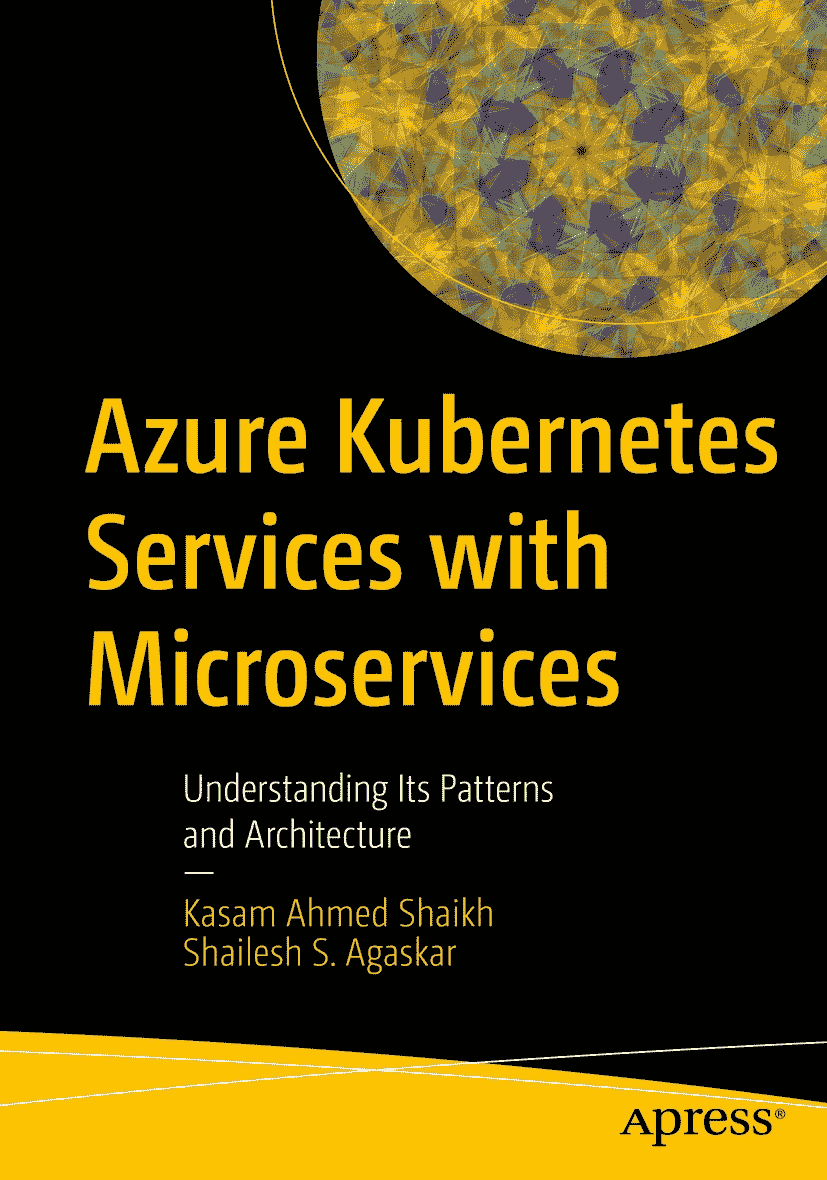 Azure Kubernetes
Services with
Microservices
Understanding Its Patterns
and Architecture
—
Kasam Ahmed Shaikh
Shailesh S. Agaskar
Apress®